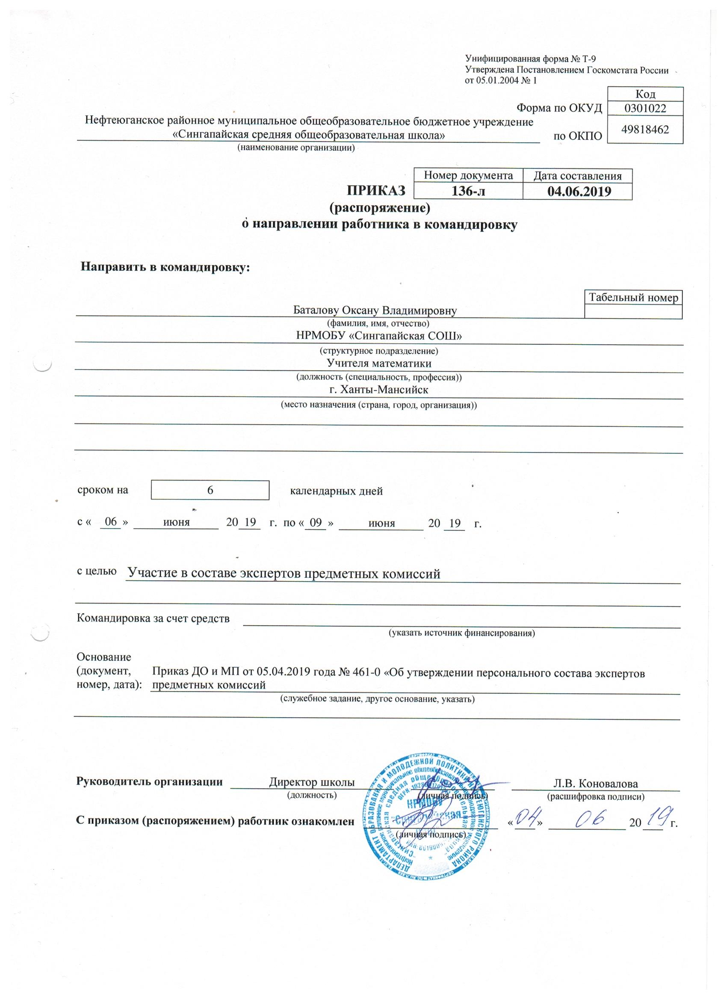 Унифицированная форма № Т-9
Утверждена Постановлением Госкомстата России
от 05.01.2004 № 1
Код
Форма по ОКУД 0301022
Нефтеюганское районное муниципальное общеобразовательное бюджетное учреждение
«Сингапайская средняя общеобразовательная школа» по ОКПО 49818462
(наименование организации)
Номер документа Дата составления
ПРИКАЗ 136-л 04.06.2019
(распоряжение)
о направлении работника в командировку
Направить в командировку:
Табельный номер
Баталову Оксану Владимировну
(фамилия, имя, отчество)
НРМОБУ «Сингапайская СОШ»
(структурное подразделение)
Учителя математики
(должность (специальность, профессия))
г. Ханты-Мансийск
(место назначения (страна, город, организация))
сроком на 6 календарных дней
с « 06 » июня 20 19 г. по « 09 » июня 20 19 г.
с целью Участие в составе экспертов предметных комиссий
Командировка за счет средств
(указать источник финансирования)
Основание
(документ, Приказ ДО и МП от 05.04.2019 года № 461-0 «Об утверждении персонального состава экспертов
номер, дата): предметных комиссий
(служебное задание, другое основание, указать)
Руководитель организации Директор школы Л.В. Коновалова
(должность) (личная подпись) (расшифровка подписи)
С приказом (распоряжением) работник ознакомлен «04» 06 20 19 г.
(личная подпись)
ДЕПАРТАМЕНТ ОБРАЗОВАНИЯ И МОЛОДЕЖНОЙ ПОЛИТИКИ НЕФТЕЮГАНСКОГО РАЙОНА
Нефтеюганское районное муниципальное общеобразовательное бюджетное учреждение
"Сингапайская средняя общеобразовательная школа"
НРМОБУ
"Сингапайская